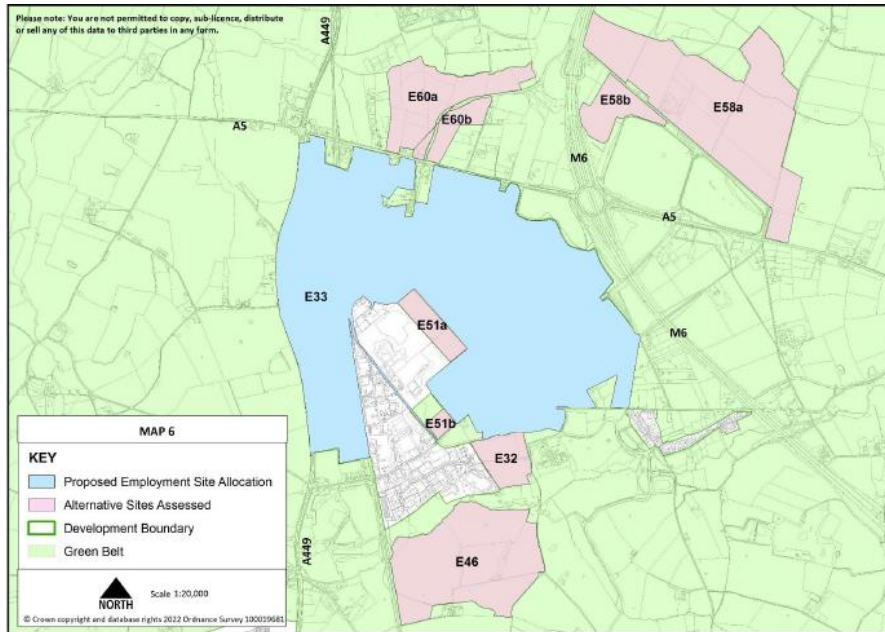 Please note: You are not permitted to copy, sub-licence, distribute
or sell any of this data to third parties in any form.
A449
E60a
E60b
E58b
E58a
A5
M6
A5
E33
E51a
M6
E51b
E32
A449
E46
MAP 6
KEY
Proposed Employment Site Allocation
Alternative Sites Assessed
Development Boundary
Green Belt
NORTH
Scale 1:20,000
© Crown copyright and database rights 2022 Ordnance Survey 100019681